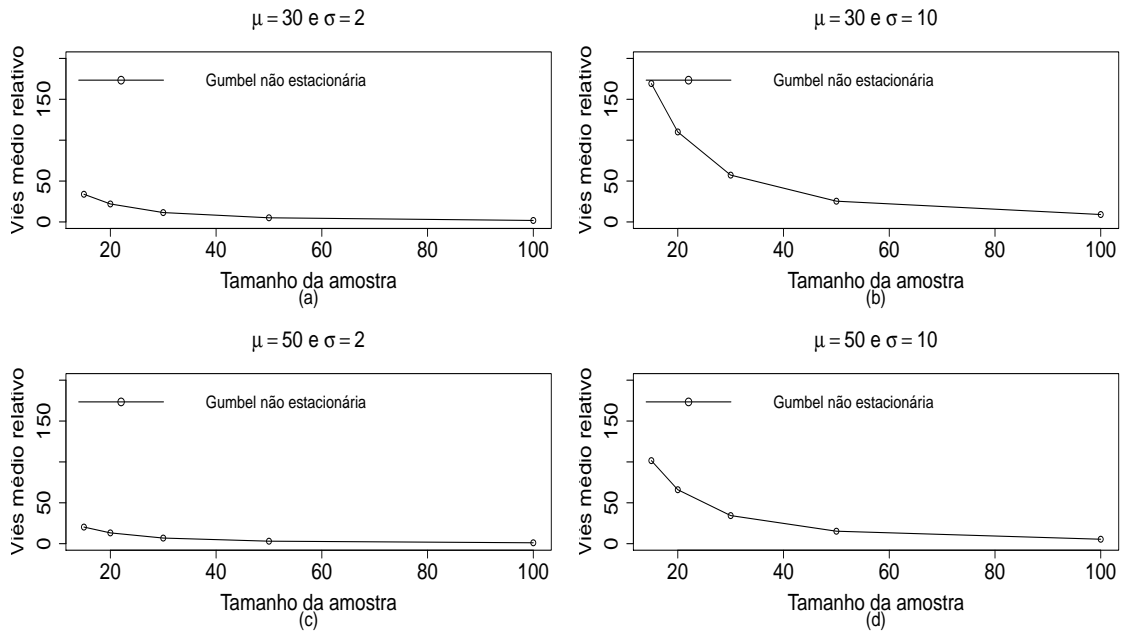 μ = 30 e σ = 2
Viés médio relativo
0 50 150
Gumbel não estacionária
20 40 60 80 100
Tamanho da amostra
(a)
μ = 30 e σ = 10
Viés médio relativo
0 50 150
Gumbel não estacionária
20 40 60 80 100
Tamanho da amostra
(b)
μ = 50 e σ = 2
Viés médio relativo
0 50 150
Gumbel não estacionária
20 40 60 80 100
Tamanho da amostra
(c)
μ = 50 e σ = 10
Viés médio relativo
0 50 150
Gumbel não estacionária
20 40 60 80 100
Tamanho da amostra
(d)